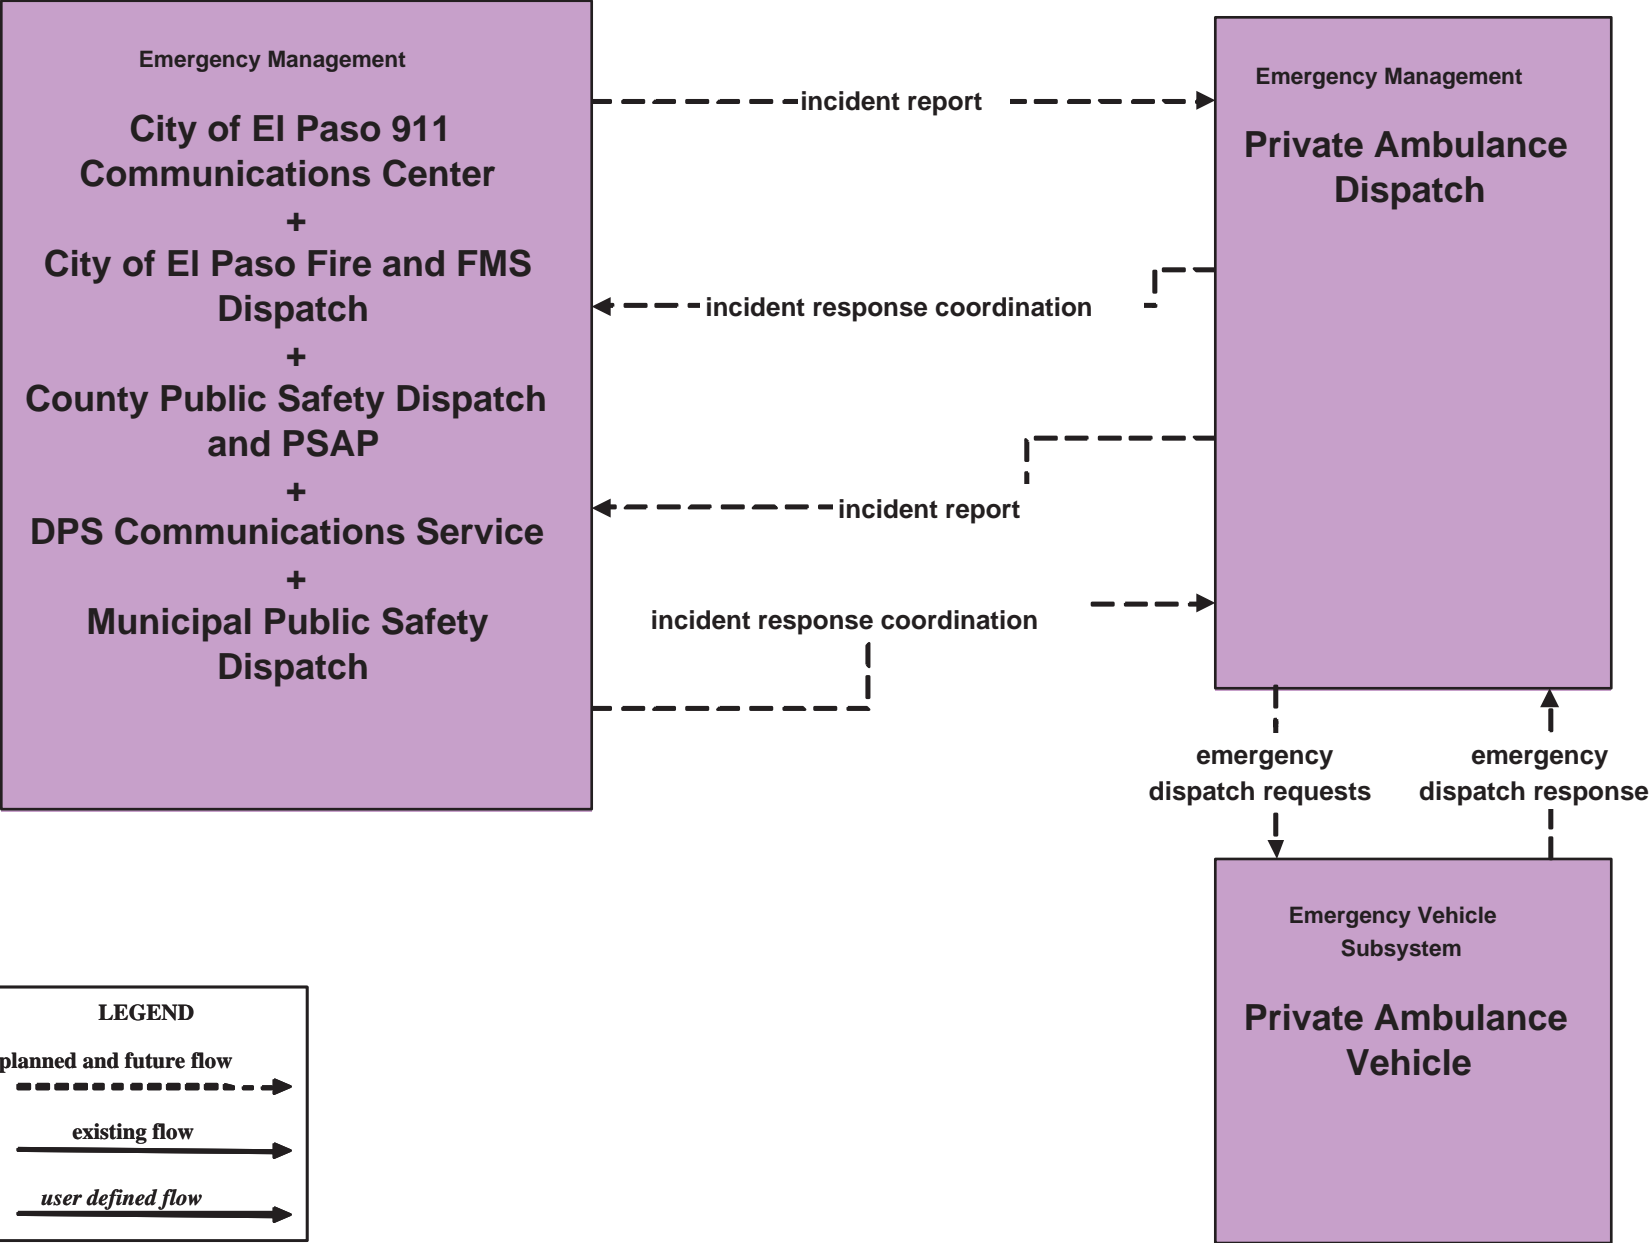 Emergency Management
City of El Paso 911
Communications Center
+
City of El Paso Fire and FMS
Dispatch
+
County Public Safety Dispatch
and PSAP
+
DPS Communications Service
+
Municipal Public Safety
Dispatch
incident report
incident response coordination
incident report
incident response coordination
Emergency Management
Private Ambulance
Dispatch
emergency
dispatch requests
emergency
dispatch response
Emergency Vehicle
Subsystem
Private Ambulance
Vehicle
LEGEND
planned and future flow
existing flow
user defined flow